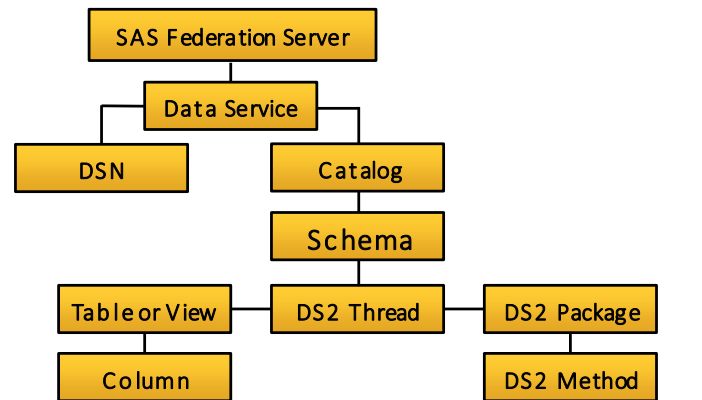 SAS Federation Server
Data Service
DSN
Catalog
Schema
Table or View
DS2 Thread
DS2 Package
Column
DS2 Method